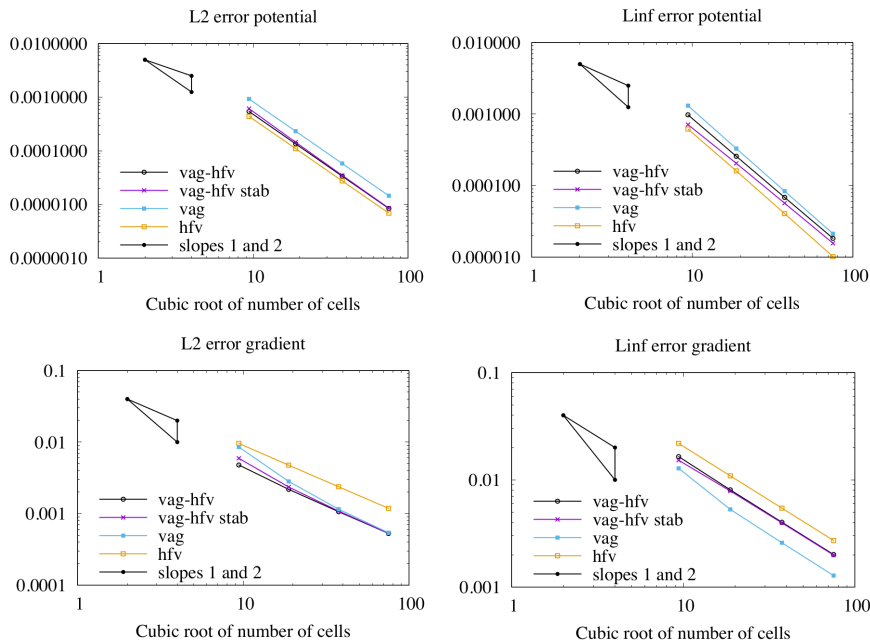 L2 error potential
0.0100000
0.0010000
0.0001000
0.0000100
0.0000010
vag-hfv
vag-hfv stab
vag
hfv
slopes 1 and 2
1
10
100
Cubic root of number of cells
Linf error potential
0.010000
0.001000
0.000100
0.000010
vag-hfv
vag-hfv stab
vag
hfv
slopes 1 and 2
1
10
100
Cubic root of number of cells
L2 error gradient
0.1
0.01
0.001
0.0001
vag-hfv
vag-hfv stab
vag
hfv
slopes 1 and 2
1
10
100
Cubic root of number of cells
Linf error gradient
0.1
0.01
0.001
vag-hfv
vag-hfv stab
vag
hfv
slopes 1 and 2
1
10
100
Cubic root of number of cells